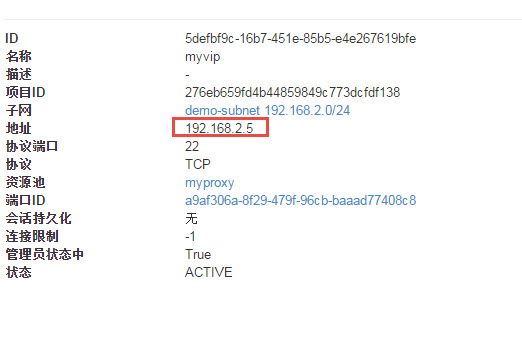 ID 5defbf9c-16b7-451e-85b5-e4e267619bfe
名称 myvip
描述 -
项目ID 276eb659fd4b44859849c773dcfdf138
子网 demo-subnet 192.168.2.0/24
地址 192.168.2.5
协议端口 22
协议 TCP
资源池 myproxy
端口ID a9af306a-8f29-479f-96cb-baaad77408c8
会话持久化 无
连接限制 -1
管理员状态中 True
状态 ACTIVE